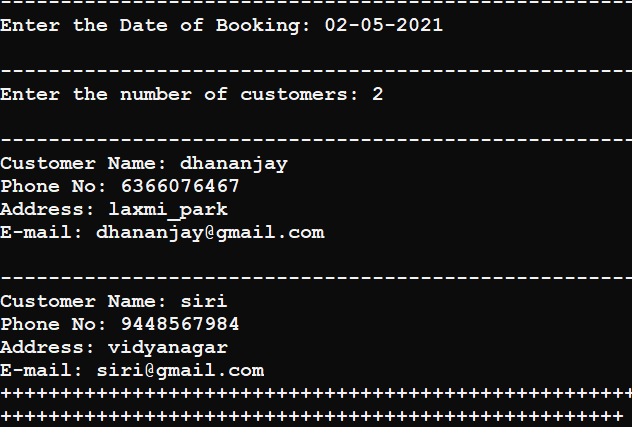 -----------------------------------------------------
Enter the Date of Booking: 02-05-2021
-----------------------------------------------------
Enter the number of customers: 2
-----------------------------------------------------
Customer Name: dhananjay
Phone No: 6366076467
Address: laxmi_park
E-mail: dhananjay@gmail.com
-----------------------------------------------------
Customer Name: siri
Phone No: 9448567984
Address: vidyanagar
E-mail: siri@gmail.com
+++++++++++++++++++++++++++++++++++++++++++++++++++++
++++++++++++++++++++++++++++++++++++++++++++++++++++